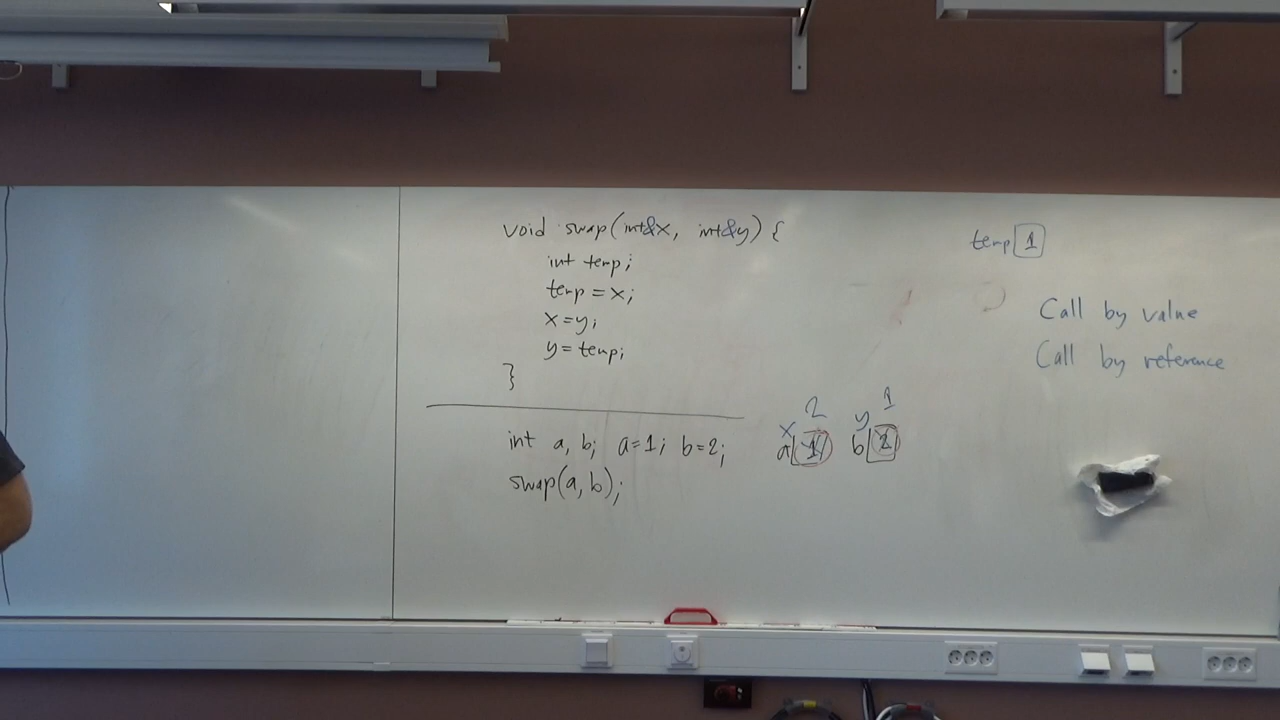 void swap(int&x, int&y) {
int temp;
temp = x;
x=y;
y=temp;
}
int a, b; a=1; b=2;
swap(a, b);
temp 1
Call by value
Call by reference
2 1
x y
a 1 b 2